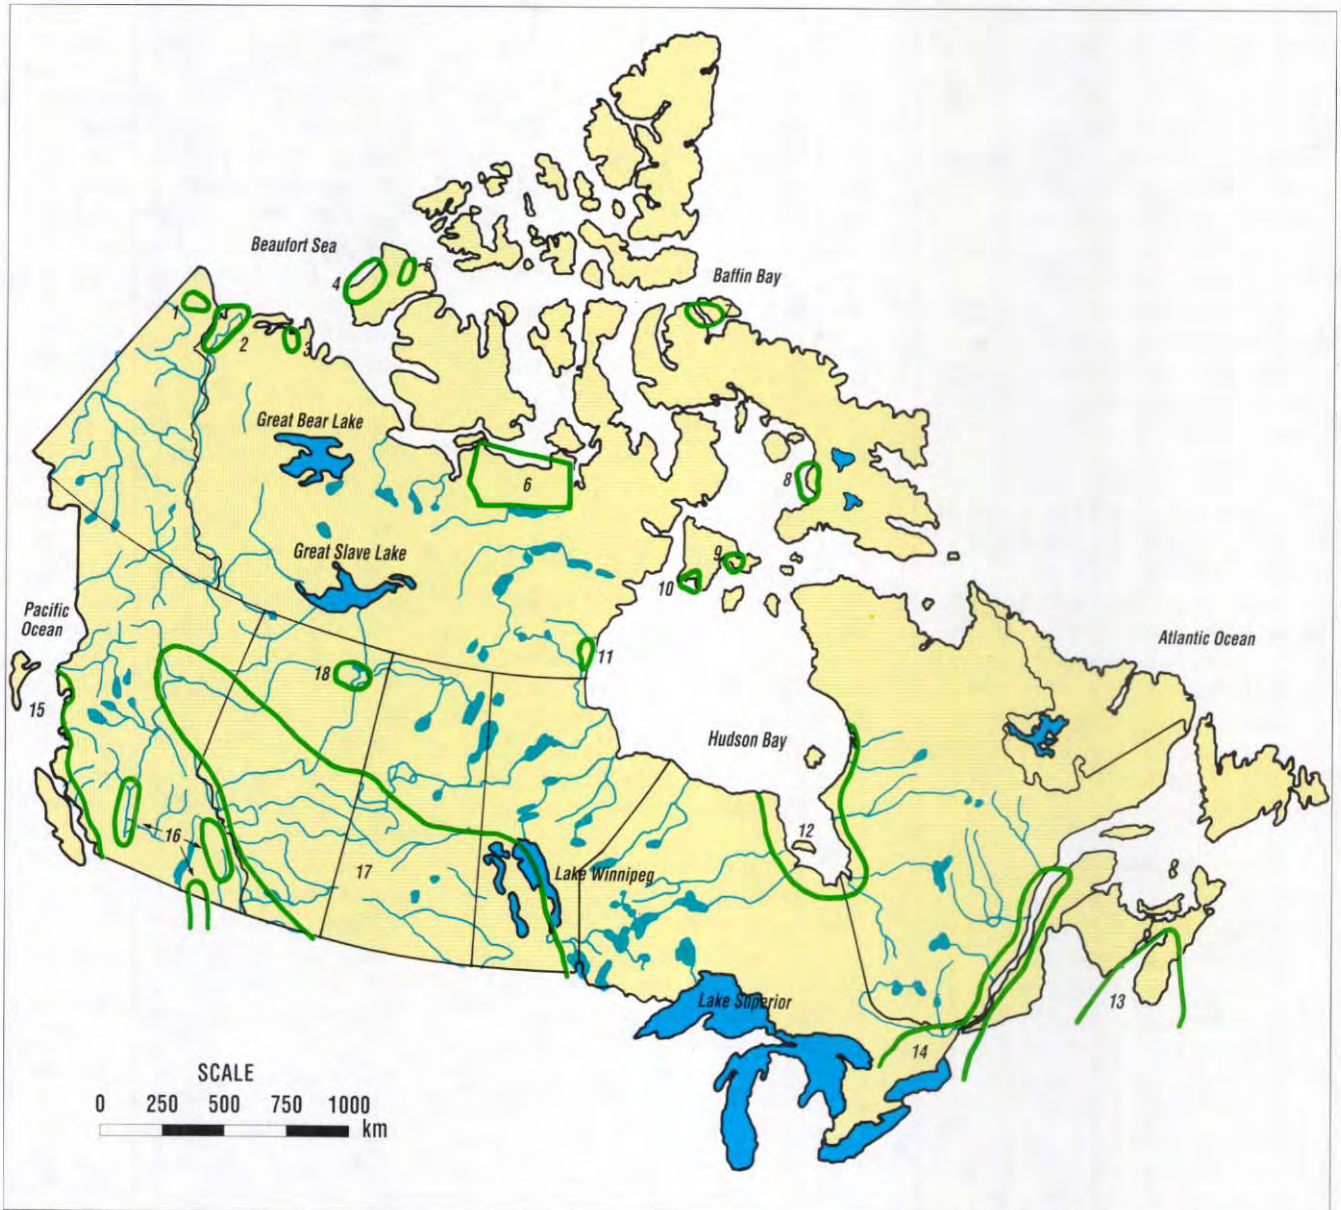 Beaufort Sea
5
4
Baffin Bay
1
7
2
3
Great Bear Lake
8
6
Great Slave Lake
9
10
Pacific
Ocean
Atlantic Ocean
11
18
15
Hudson Bay
12
16
17
Lake Winnipeg
8
Lake Superior
13
14
SCALE
0 250 500 750 1000
km